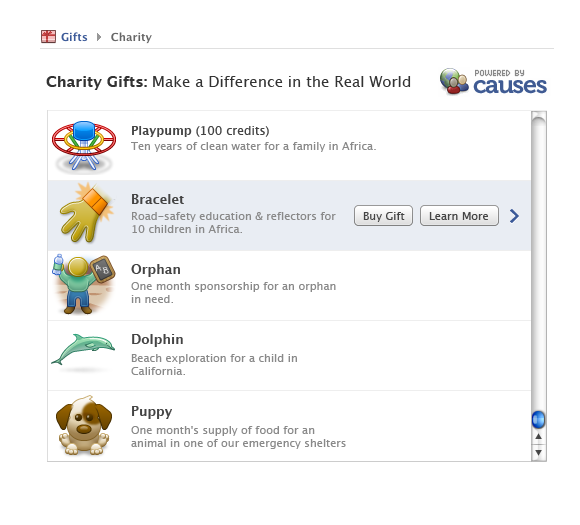 Gifts Charity
Charity Gifts: Make a Difference in the Real World
POWERED BY
causes
Playpump (100 credits)
Ten years of clean water for a family in Africa.
Bracelet
Road-safety education & reflectors for
10 children in Africa.
Buy Gift Learn More
Orphan
One month sponsorship for an orphan
in need.
A B
Dolphin
Beach exploration for a child in
California.
Puppy
One month's supply of food for an
animal in one of our emergency shelters